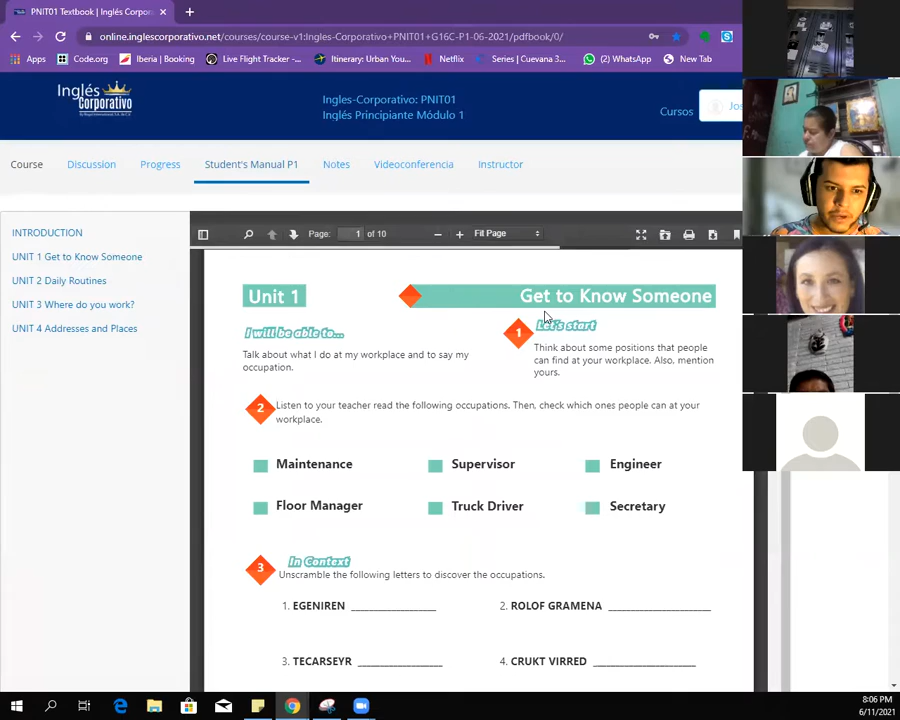 PNIT01 Textbook | Inglés Corpora
online.inglescorporativo.net/courses/course-v1:Ingles-Corporativo+PNIT01+G16C-P1-06-2021/pdfbook/0/
Apps
Code.org
Iberia | Booking
Live Flight Tracker -...
Itinerary: Urban You...
Netflix
Series | Cuevana 3...
(2) WhatsApp
New Tab
Inglés
Corporativo
Ingles-Corporativo: PNIT01
Inglés Principiante Módulo 1
Cursos
Jos
Course
Discussion
Progress
Student's Manual P1
Notes
Videoconferencia
Instructor
INTRODUCTION
UNIT 1 Get to Know Someone
UNIT 2 Daily Routines
UNIT 3 Where do you work?
UNIT 4 Addresses and Places
Page: 1 of 10
Fit Page
Unit 1
Get to Know Someone
I will be able to...
Talk about what I do at my workplace and to say my
occupation.
1
Let's start
Think about some positions that people
can find at your workplace. Also, mention
yours.
2
Listen to your teacher read the following occupations. Then, check which ones people can at your
workplace.
Maintenance
Supervisor
Engineer
Floor Manager
Truck Driver
Secretary
3
In Context
Unscramble the following letters to discover the occupations.
1. EGENIREN ___________________
2. ROLOF GRAMENA ______________________
3. TECARSEYR ___________________
4. CRUKT VIRRED ______________________
8:06 PM
6/11/2021